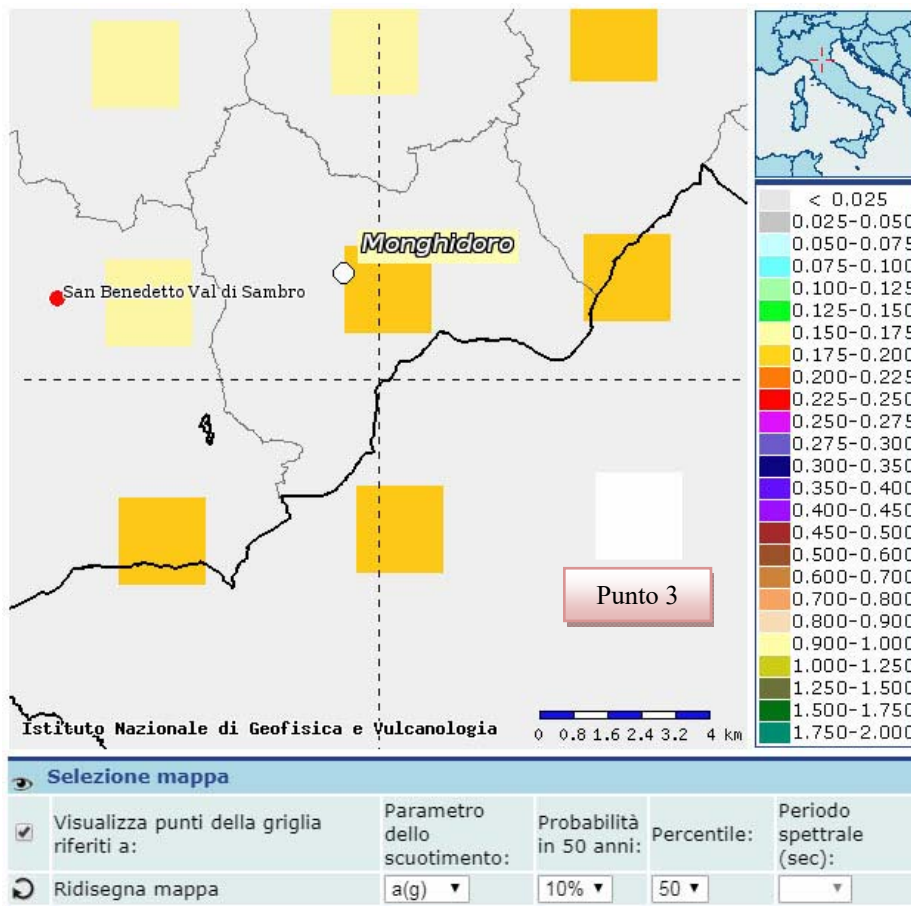 Monghidoro
San Benedetto Val di Sambro
Punto 3
Istituto Nazionale di Geofisica e Vulcanologia
0 0.8 1.6 2.4 3.2 4 km
< 0.025
0.025-0.050
0.050-0.075
0.075-0.100
0.100-0.125
0.125-0.150
0.150-0.175
0.175-0.200
0.200-0.225
0.225-0.250
0.250-0.275
0.275-0.300
0.300-0.350
0.350-0.400
0.400-0.450
0.450-0.500
0.500-0.600
0.600-0.700
0.700-0.800
0.800-0.900
0.900-1.000
1.000-1.250
1.250-1.500
1.500-1.750
1.750-2.000
Selezione mappa
Visualizza punti della griglia
riferiti a:
Parametro
dello
scuotimento:
Probabilità
in 50 anni:
Percentile:
Periodo
spettrale
(sec):
Ridisegna mappa
a(g)
10%
50